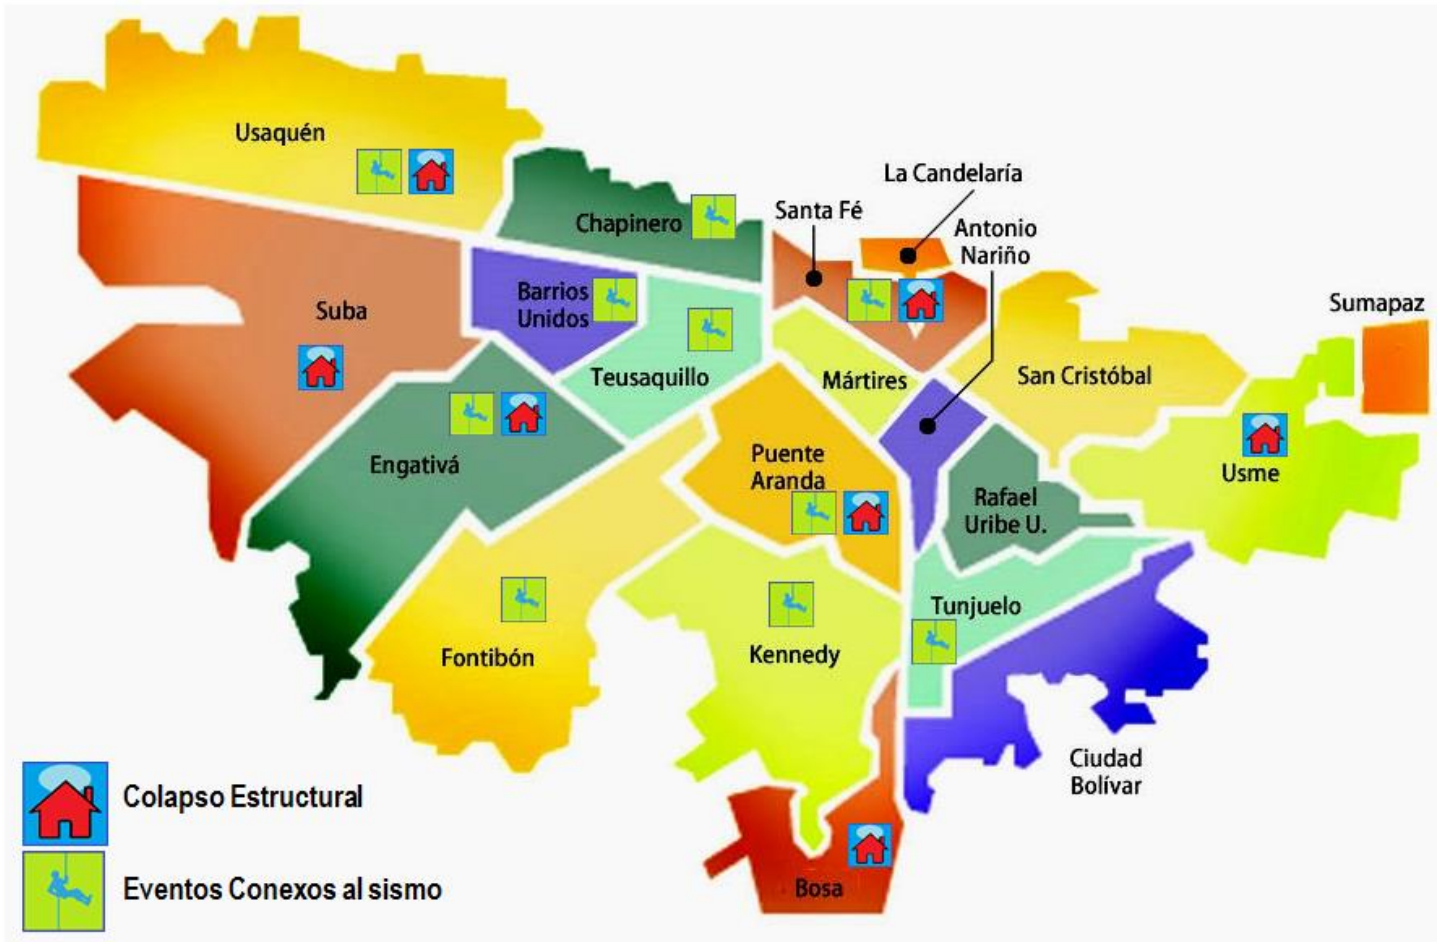 Usaquén
La Candelaría
Santa Fé
Chapinero
Antonio
Nariño
Barrios
Unidos
Suba
Sumapaz
Teusaquillo
Mártires
San Cristóbal
Engativá
Puente
Aranda
Usme
Rafael
Uribe U.
Tunjuelo
Fontibón
Kennedy
Ciudad
Bolívar
Colapso Estructural
Bosa
Eventos Conexos al sismo